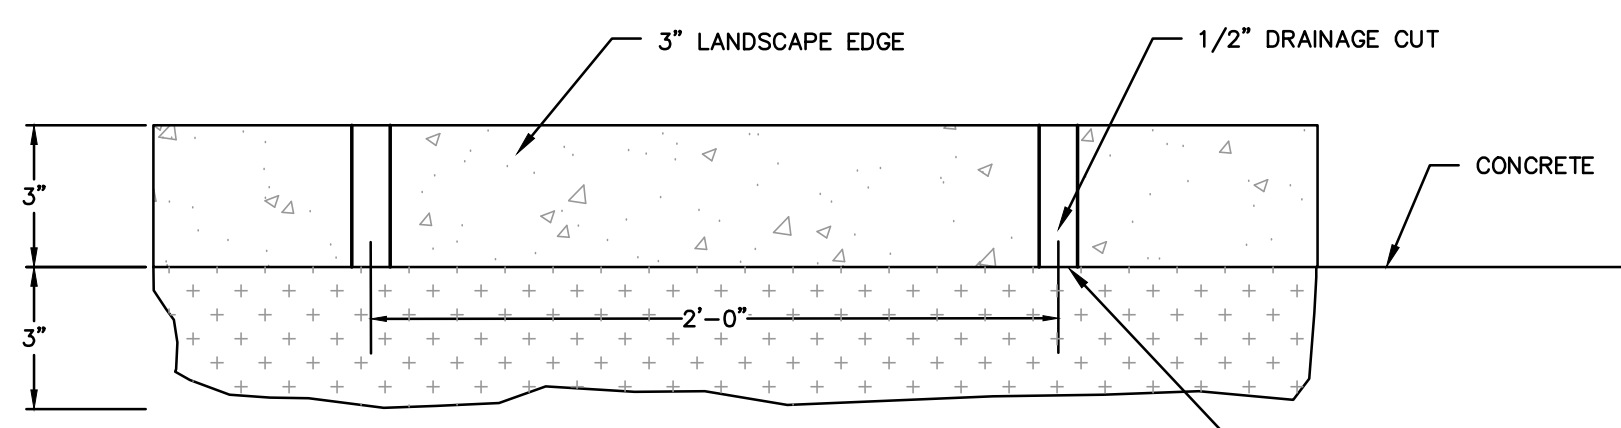 3" LANDSCAPE EDGE
1/2" DRAINAGE CUT
CONCRETE
3"
2'-0"
3"